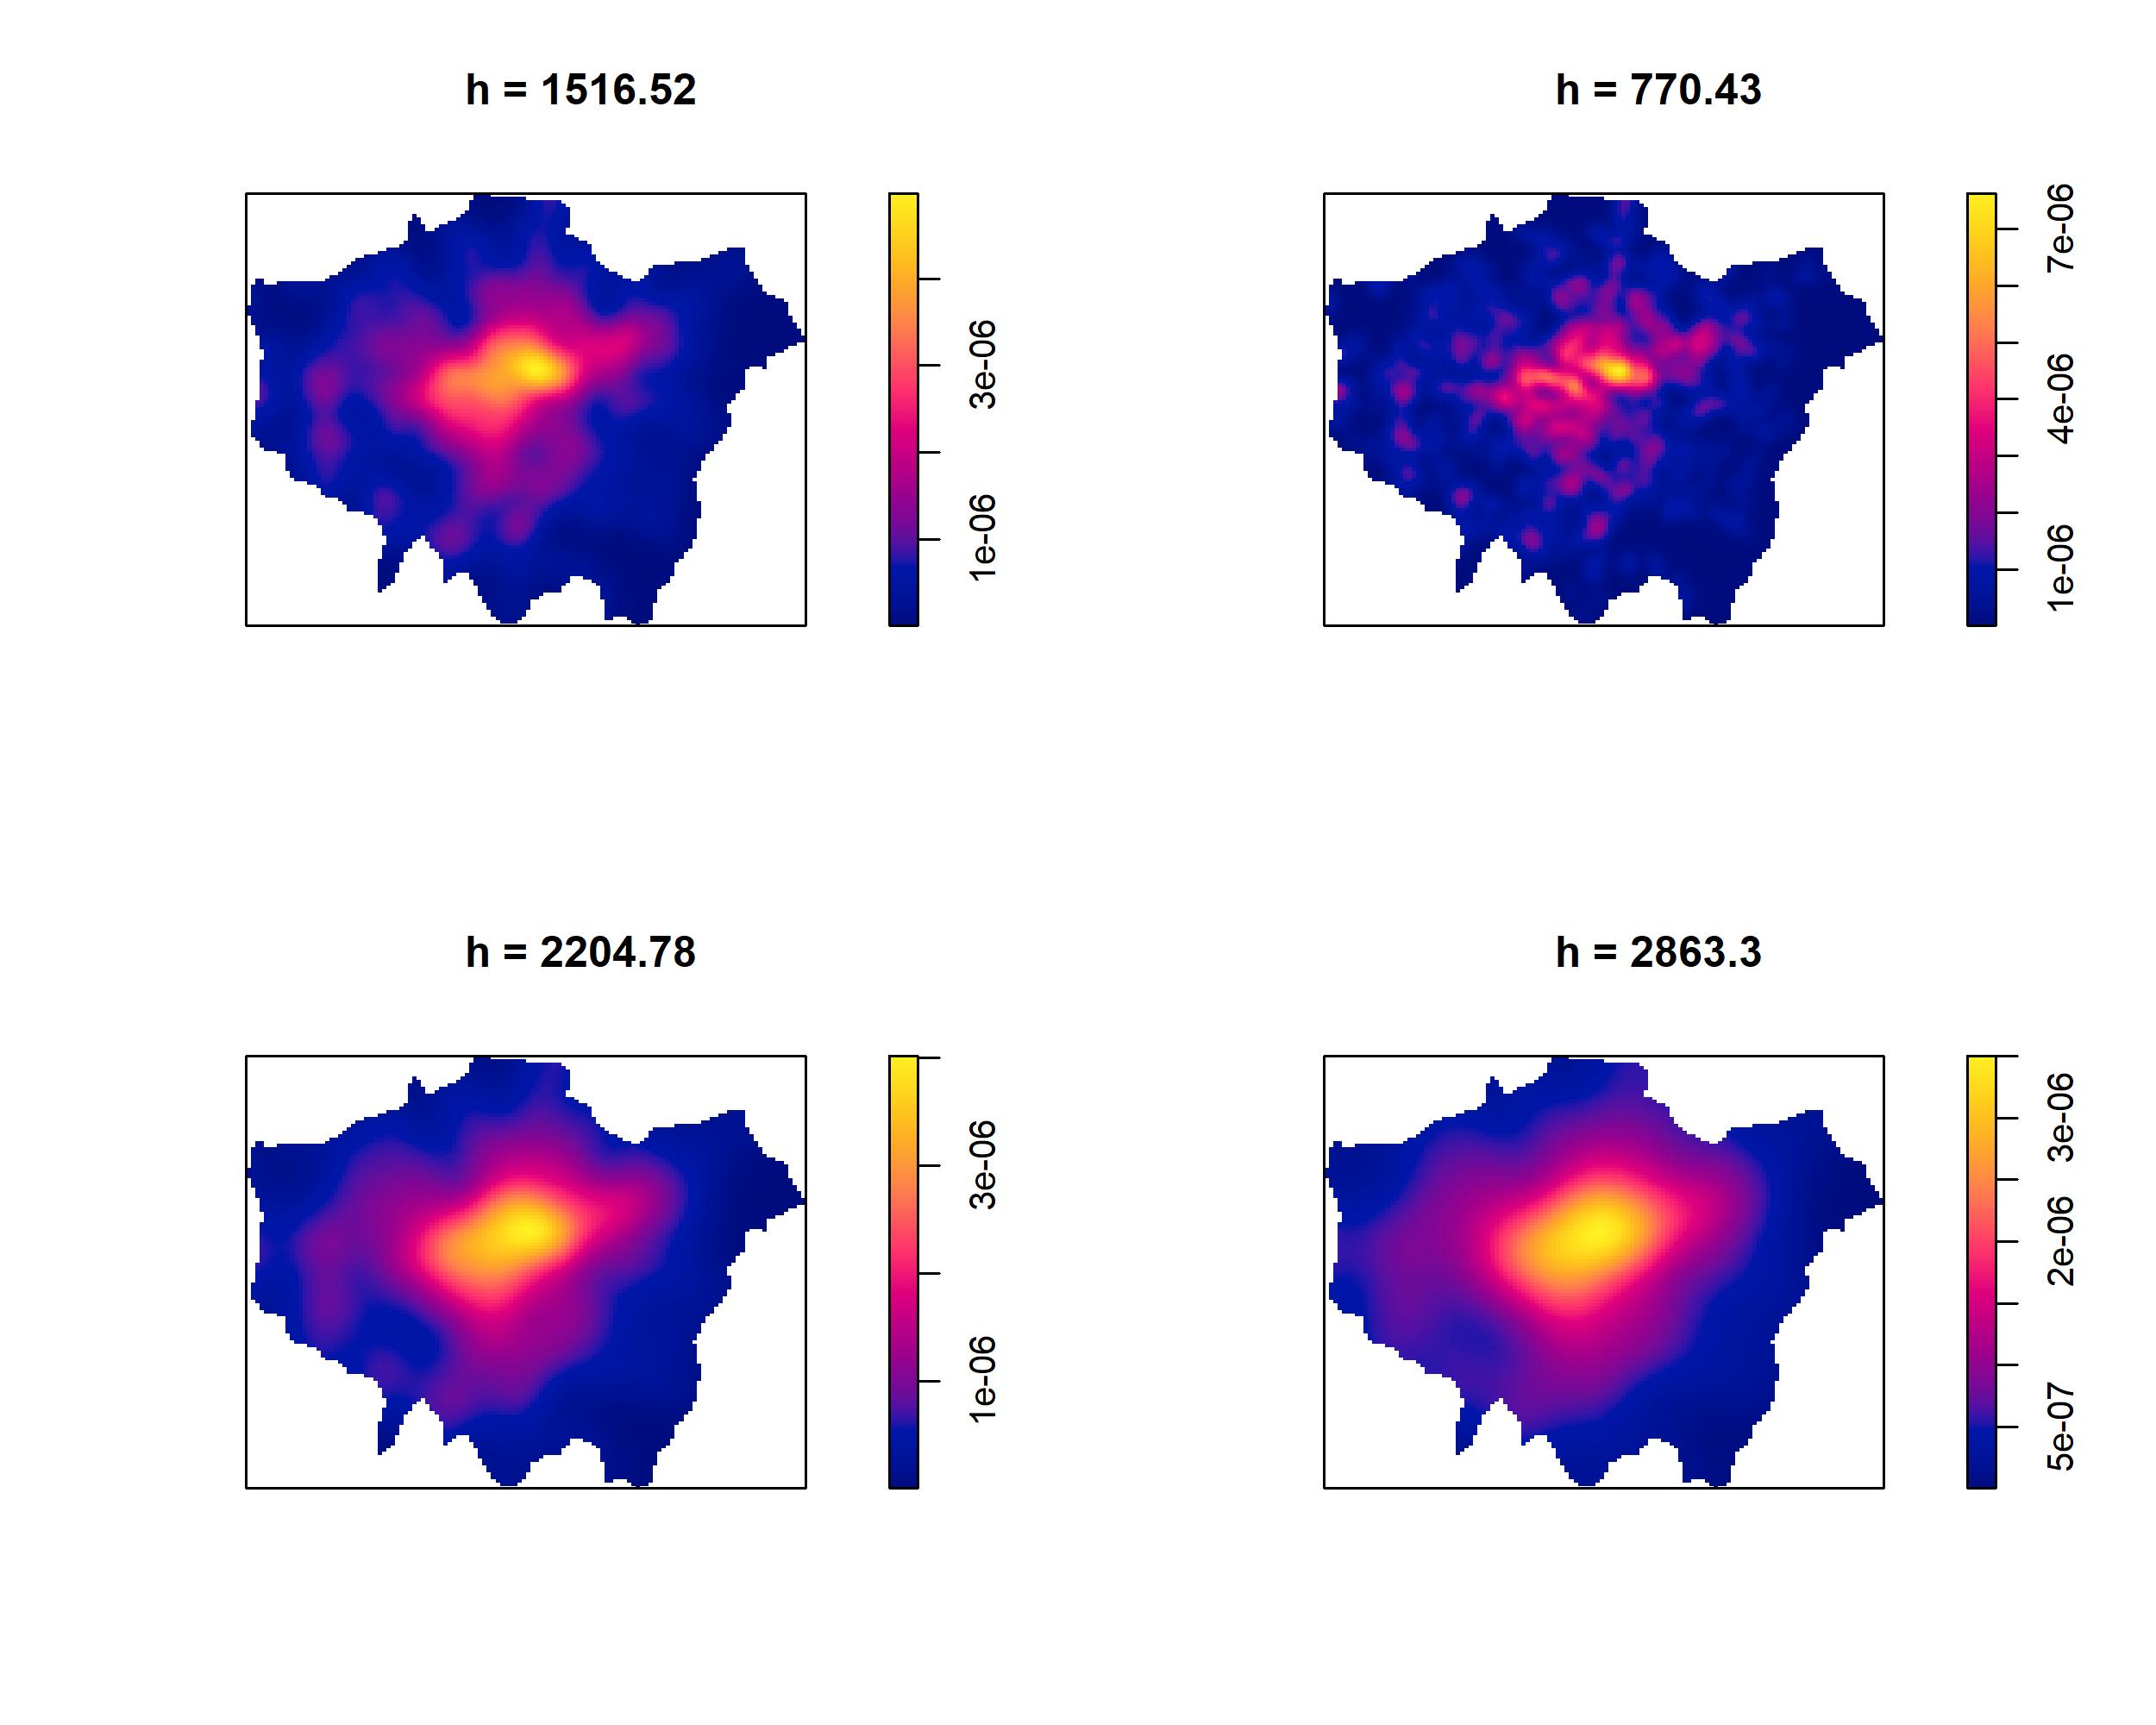 h = 1516.52
3e-06
1e-06
h = 770.43
7e-06
4e-06
1e-06
h = 2204.78
3e-06
1e-06
h = 2863.3
3e-06
2e-06
5e-07